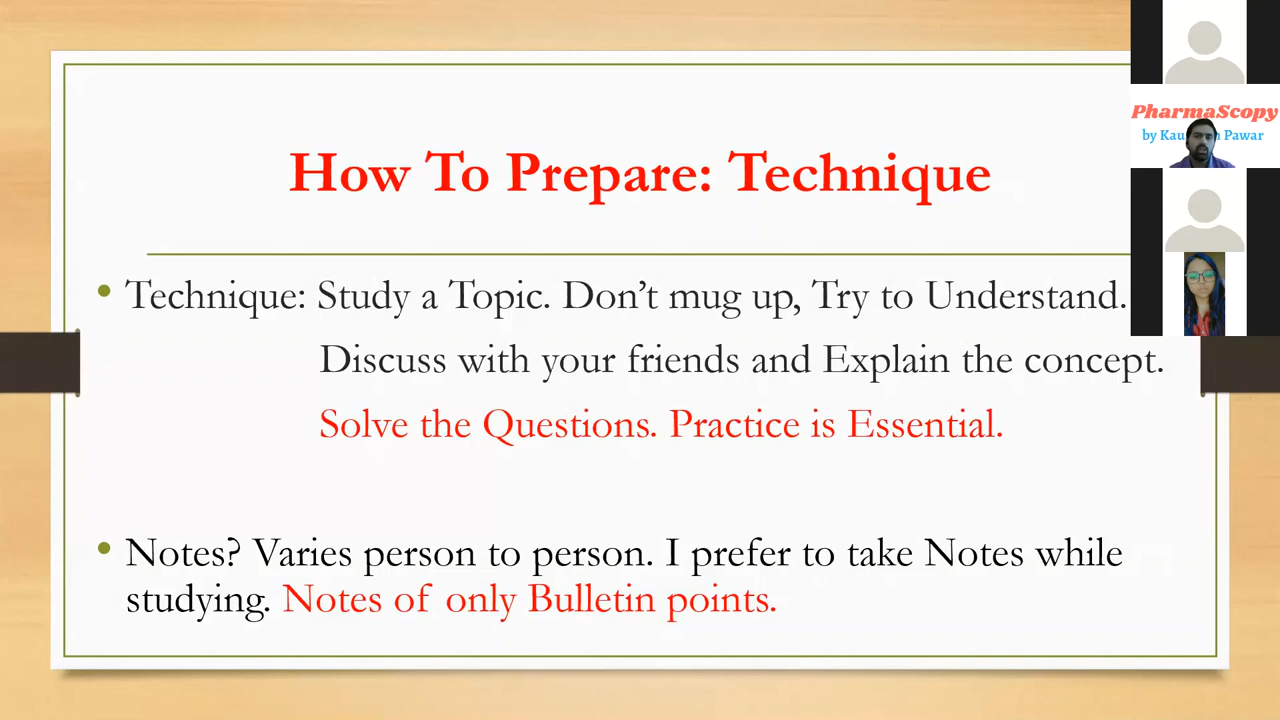 How To Prepare: Technique
• Technique: Study a Topic. Don’t mug up, Try to Understand.
Discuss with your friends and Explain the concept.
Solve the Questions. Practice is Essential.
• Notes? Varies person to person. I prefer to take Notes while
studying. Notes of only Bulletin points.
PharmaScopy
by Pawar